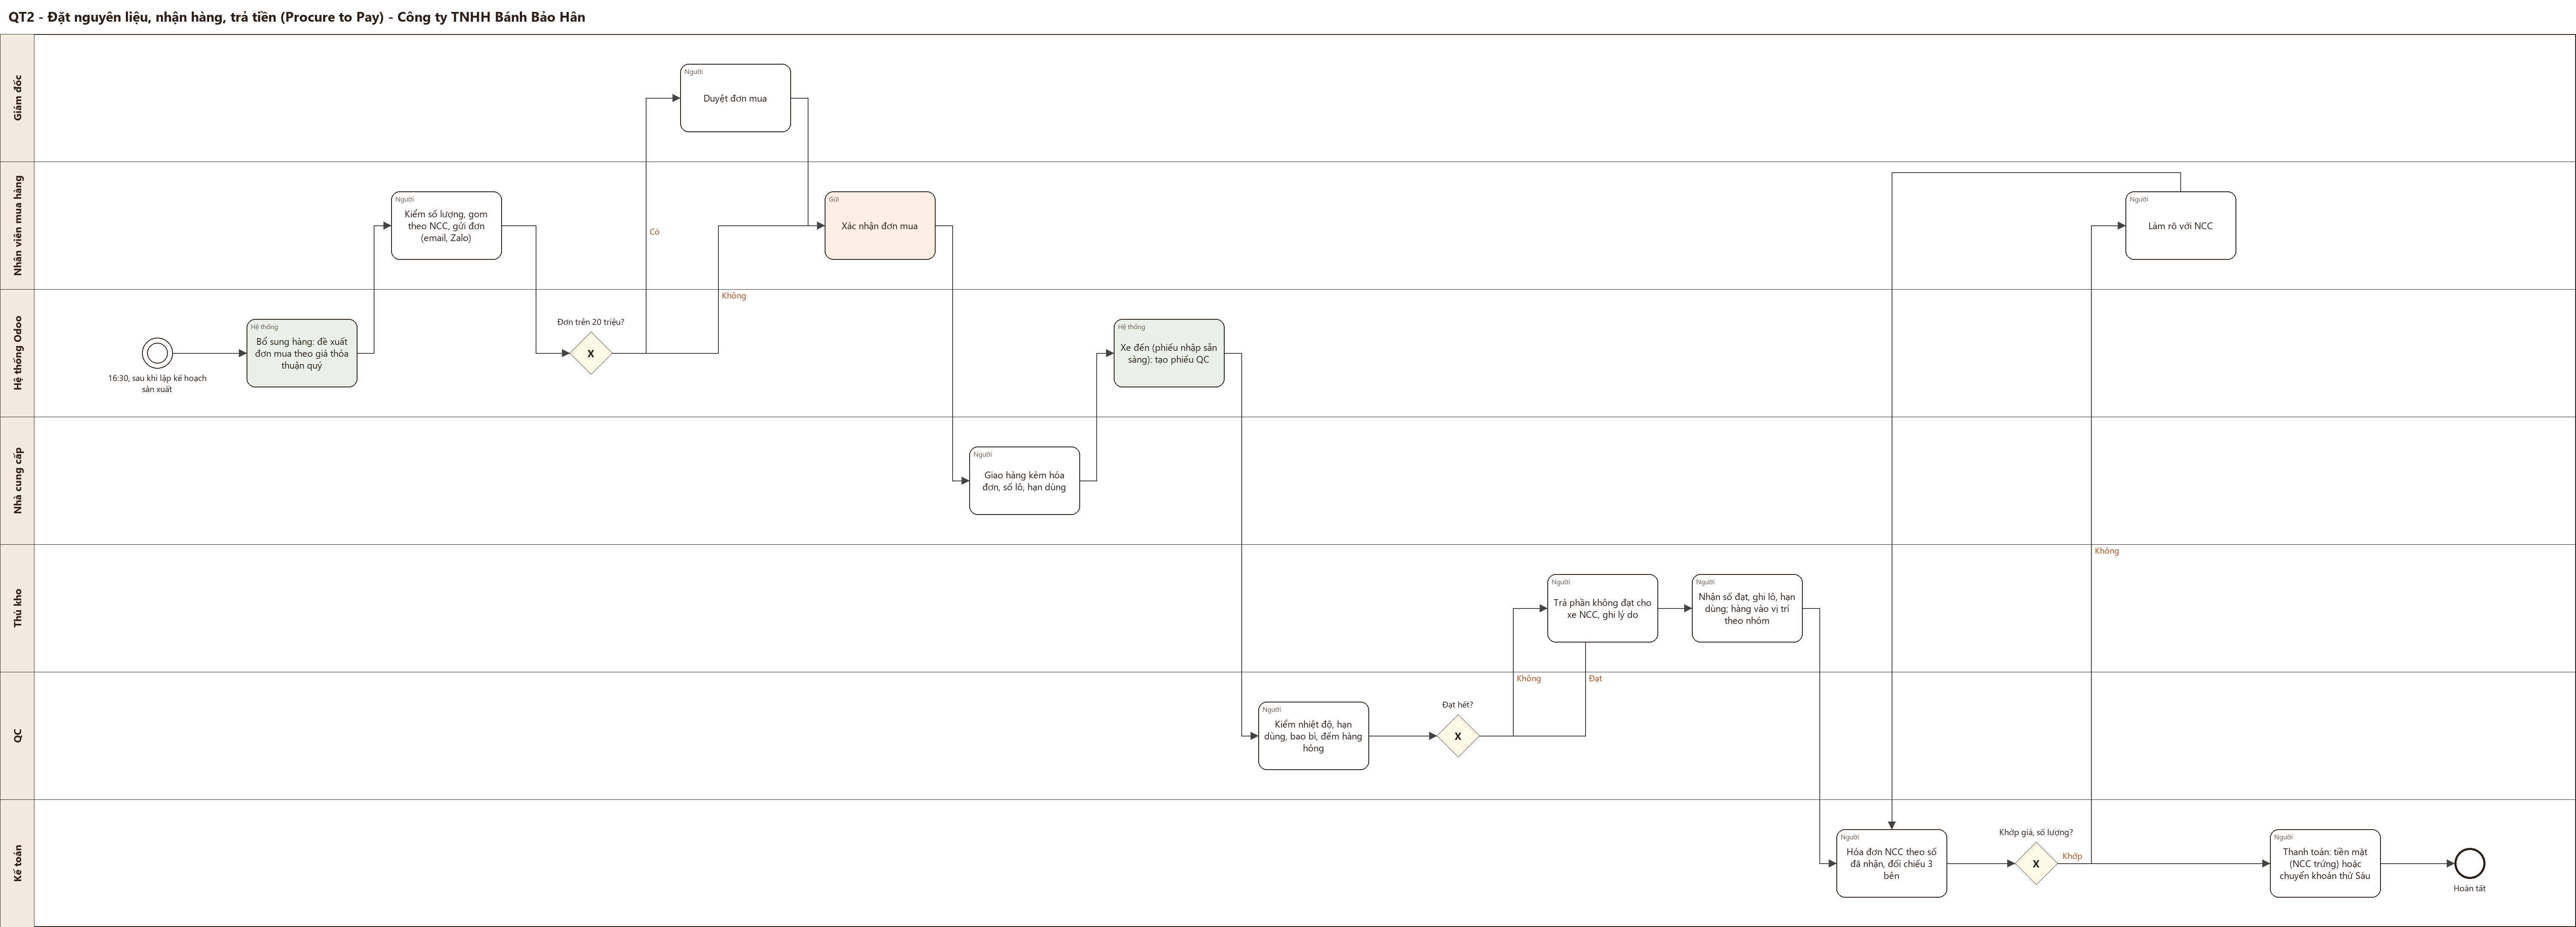 QT2 - Đặt nguyên liệu, nhận hàng, trả tiền (Procure to Pay) - Công ty TNHH Bánh Bảo Hân
Giám đốc
Người
Duyệt đơn mua
Nhân viên mua hàng
Người
Kiểm số lượng, gom
theo NCC, gửi đơn
(email, Zalo)
Có
Gửi
Xác nhận đơn mua
Người
Làm rõ với NCC
Hệ thống Odoo
16:30, sau khi lập kế hoạch
sản xuất
Hệ thống
Bổ sung hàng: đề xuất
đơn mua theo giá thỏa
thuận quý
Đơn trên 20 triệu?
X
Không
Hệ thống
Xe đến (phiếu nhập sẵn
sàng): tạo phiếu QC
Nhà cung cấp
Người
Giao hàng kèm hóa
đơn, số lô, hạn dùng
Thủ kho
Người
Trả phần không đạt cho
xe NCC, ghi lý do
Người
Nhận số đạt, ghi lô, hạn
dùng; hàng vào vị trí
theo nhóm
Không
QC
Người
Kiểm nhiệt độ, hạn
dùng, bao bì, đếm hàng
hỏng
Đạt hết?
X
Không
Đạt
Kế toán
Người
Hóa đơn NCC theo số
đã nhận, đối chiếu 3
bên
Khớp giá, số lượng?
X
Khớp
Người
Thanh toán: tiền mặt
(NCC trứng) hoặc
chuyển khoản thứ Sáu
Hoàn tất